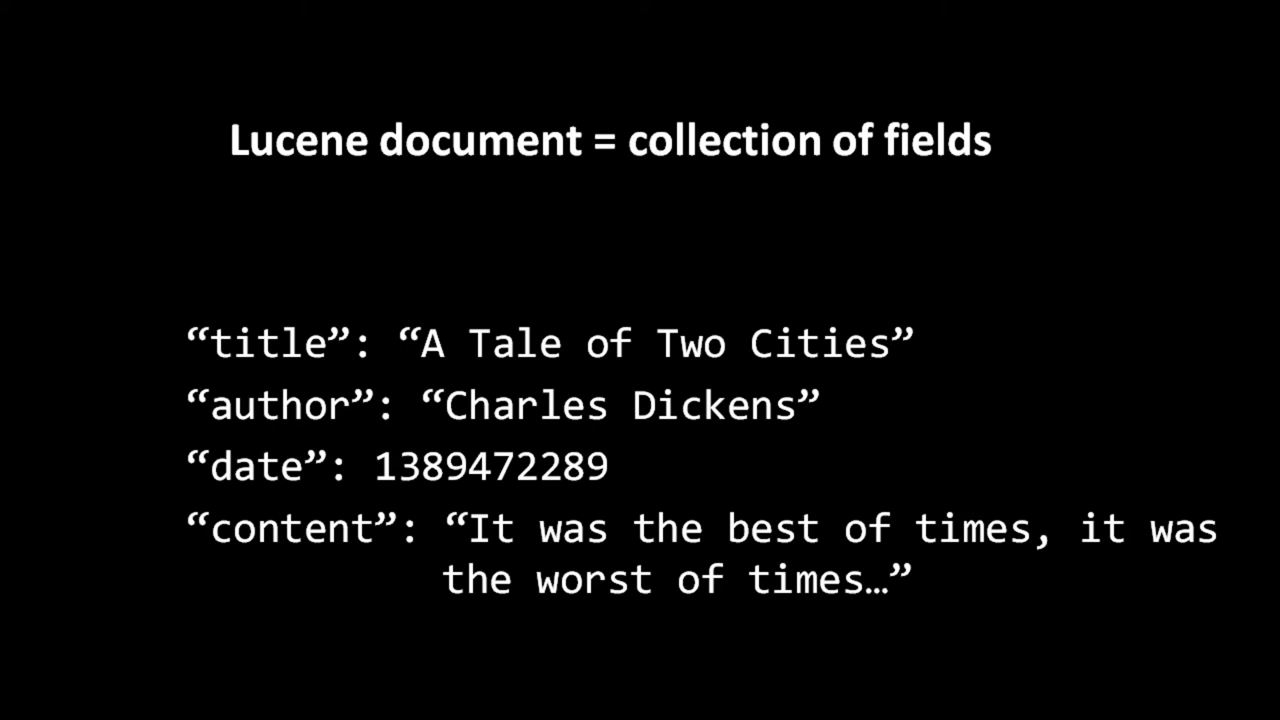 Lucene document = collection of fields
“title”: “A Tale of Two Cities”
“author”: “Charles Dickens”
“date”: 1389472289
“content”: “It was the best of times, it was
the worst of times…”